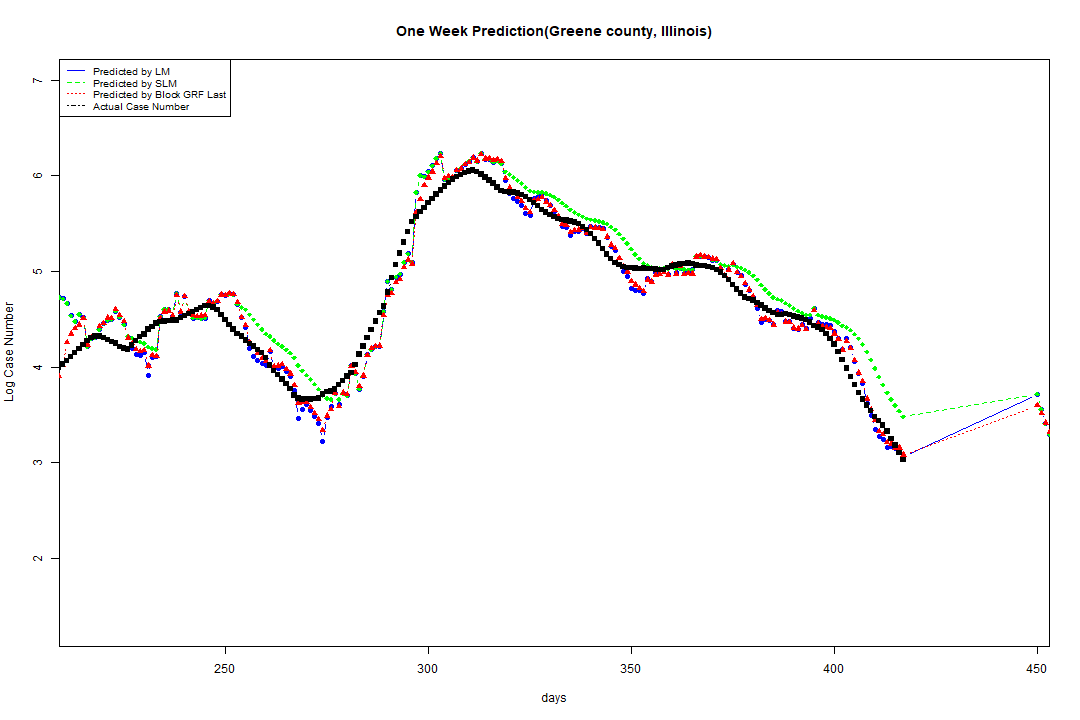 One Week Prediction(Greene county, Illinois)
Predicted by LM
Predicted by SLM
Predicted by Block GRF Last
Actual Case Number
7
6
5
4
3
2
Log Case Number
250 300 350 400 450
days